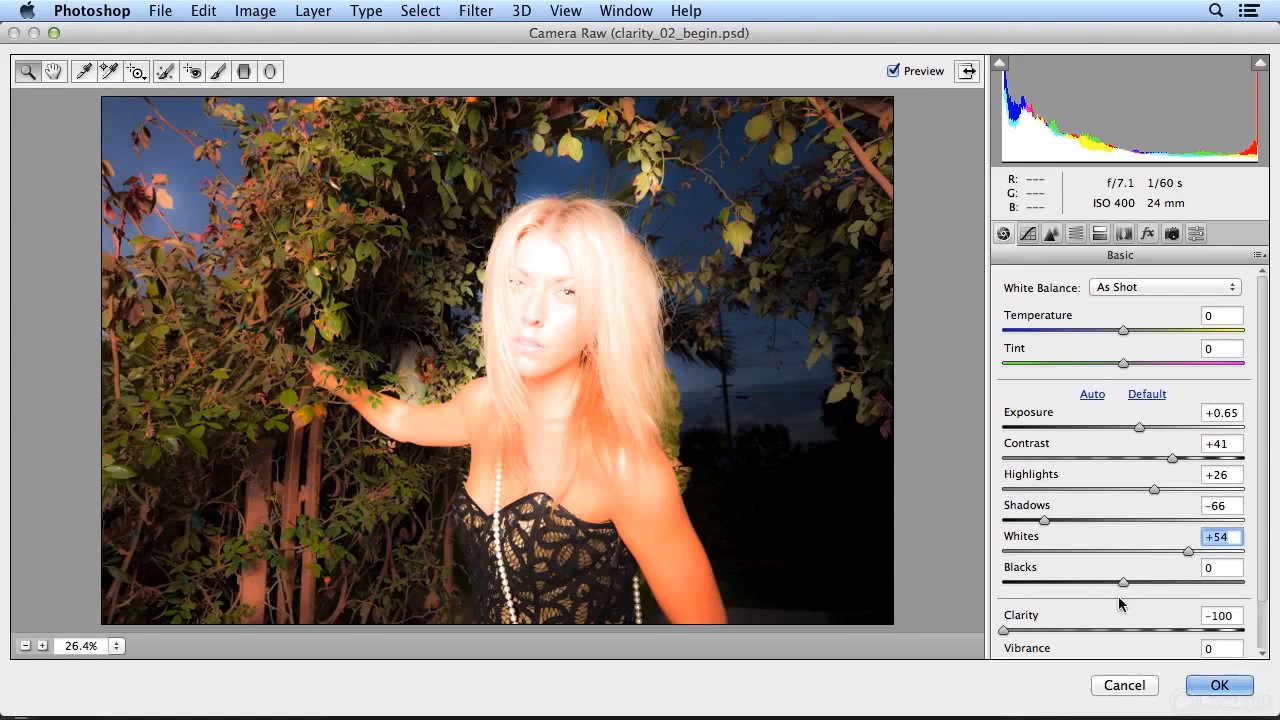 Photoshop File Edit Image Layer Type Select Filter 3D View Window Help
Camera Raw (clarity_02_begin.psd)
Preview
R: ---
G: ---
B: ---
f/7.1 1/60 s
ISO 400 24 mm
fx
Basic
White Balance: As Shot
Temperature 0
Tint 0
Auto Default
Exposure +0.65
Contrast +41
Highlights +26
Shadows -66
Whites +54
Blacks 0
Clarity -100
Vibrance 0
26.4%
Cancel OK